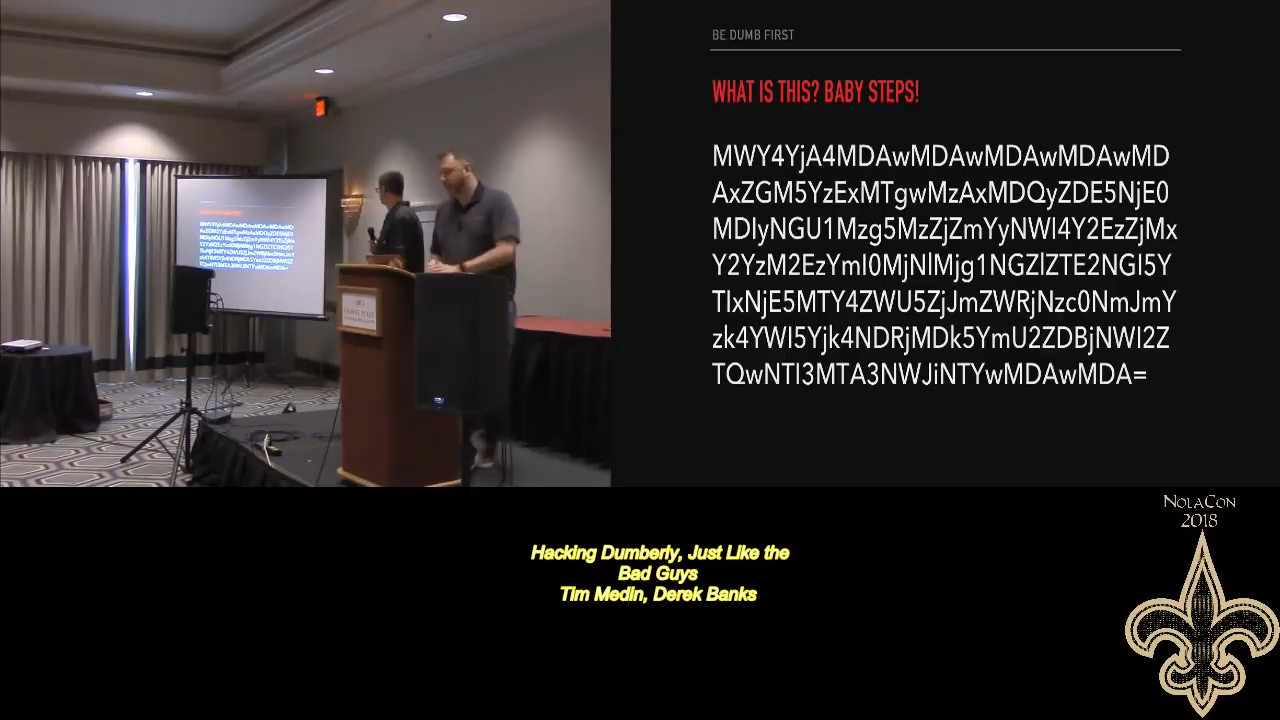 BE DUMB FIRST
WHAT IS THIS? BABY STEPS!
MWY4YjA4MDAwMDAwMDAwMDAwMD
AxZGM5YzExMTgwMzAxMDQyZDE5NjE0
MDIyNGU1Mzg5MzZjZmYyNWI4Y2EzZjMx
Y2YzM2EzYmI0MjNlMjg1NGZlZTE2NGI5Y
TIxNjE5MTY4ZWU5ZjJmZWRjNzc0NmJmY
zk4YWI5Yjk4NDRjMDk5YmU2ZDBjNWI2Z
TQwNTI3MTA3NWJiNTYwMDAwMDA=
NOLACON
2018
Hacking Dumberly, Just Like the
Bad Guys
Tim Medin, Derek Banks